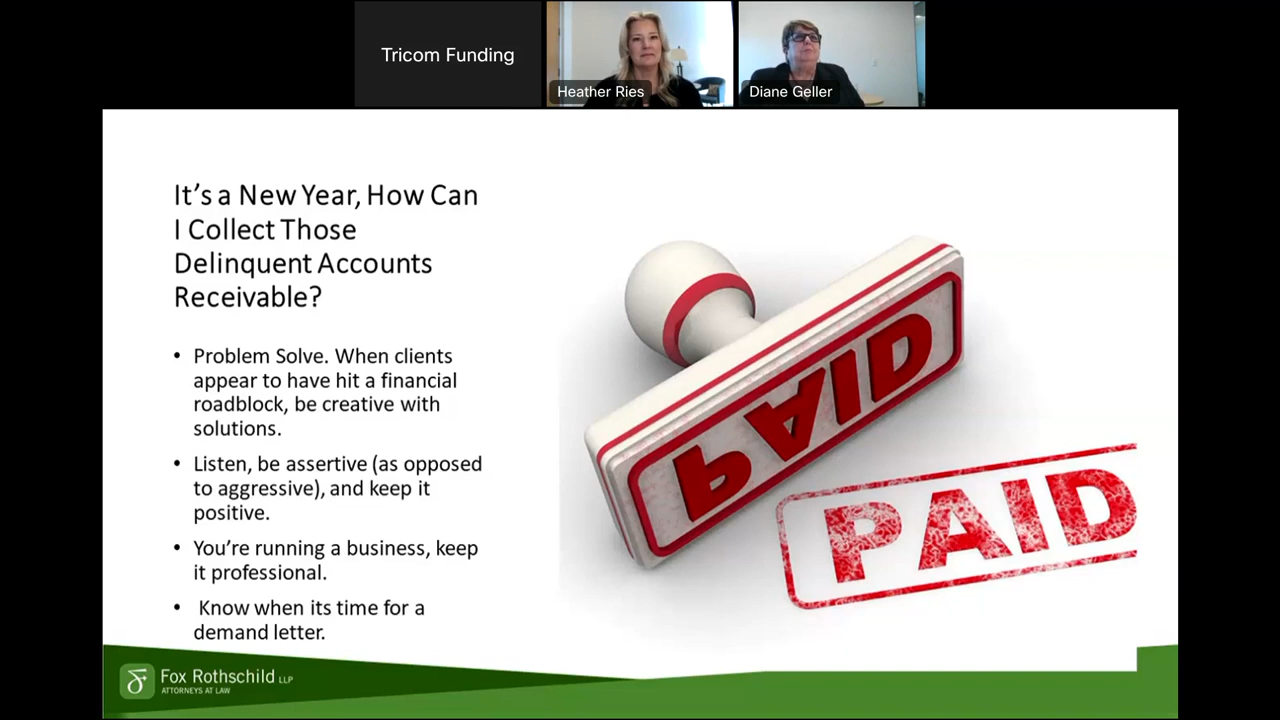 Tricom Funding
Heather Ries
Diane Geller
It's a New Year, How Can
I Collect Those
Delinquent Accounts
Receivable?
• Problem Solve. When clients
appear to have hit a financial
roadblock, be creative with
solutions.
• Listen, be assertive (as opposed
to aggressive), and keep it
positive.
• You're running a business, keep
it professional.
• Know when its time for a
demand letter.
PAID
PAID
Fox Rothschild LLP
ATTORNEYS AT LAW